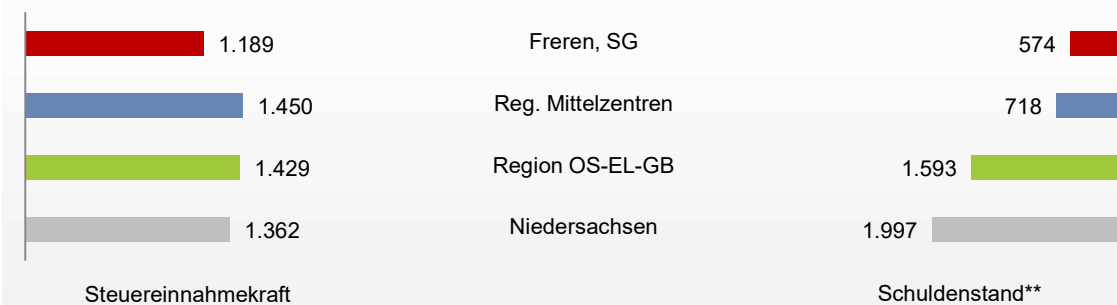 1.189 Freren, SG 574
1.450 Reg. Mittelzentren 718
1.429 Region OS-EL-GB 1.593
1.362 Niedersachsen 1.997
Steuereinnahmekraft Schuldenstand**